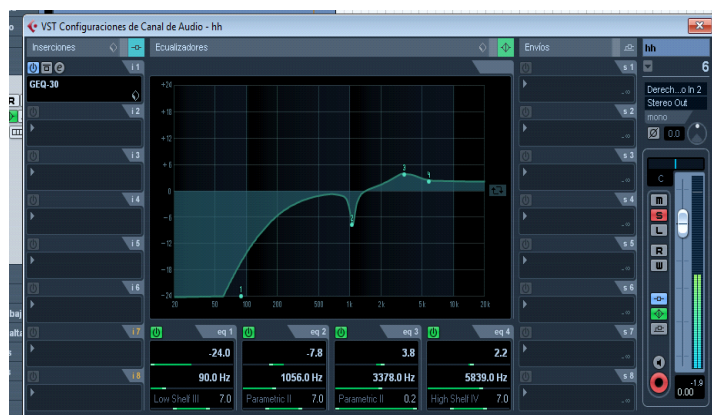 VST Configuraciones de Canal de Audio - hh
Inserciones
Ecualizadores
Envíos
hh
i 1
s 1
6
GEQ-30
+24
-∞
Derech...o In 2
Stereo Out
i 2
+18
s 2
mono
-∞
0.0
+12
i 3
s 3
+6
3
-∞
4
C
i 4
0
s 4
m
-∞
S
-6
2
L
i 5
s 5
R
-12
-∞
W
-18
i 6
s 6
1
-∞
-24
20 50 100 200 500 1k 2k 5k 10k 20k
i 7
eq 1 eq 2 eq 3 eq 4
s 7
-24.0 -7.8 3.8 2.2
-∞
i 8
90.0 Hz 1056.0 Hz 3378.0 Hz 5839.0 Hz
s 8
-1.9
Low Shelf III 7.0 Parametric II 7.0 Parametric II 0.2 High Shelf IV 7.0
-∞
0.00